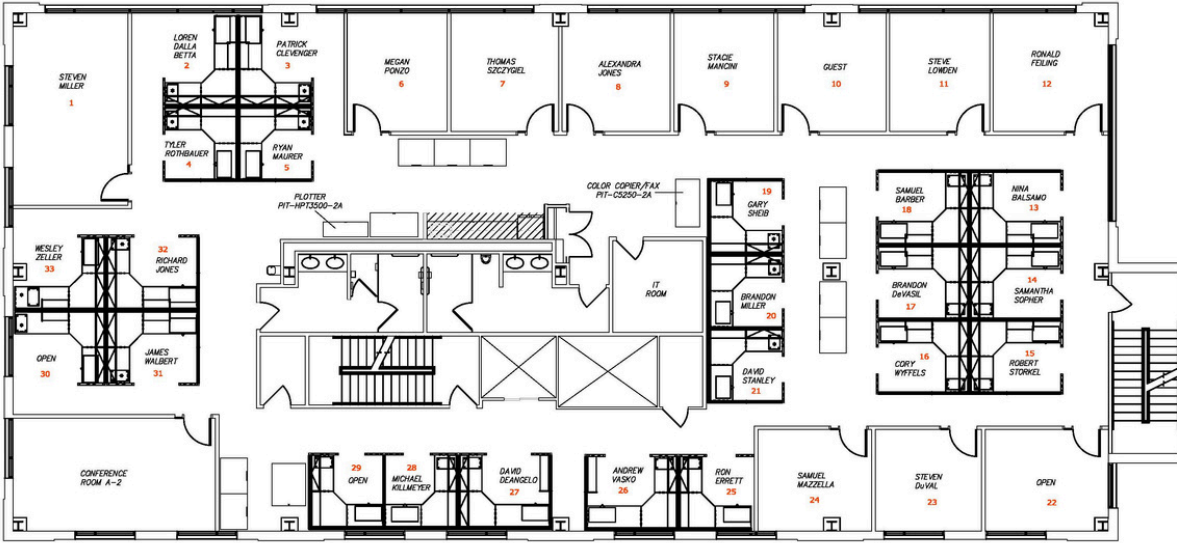 STEVEN
MILLER
1
LOREN
DALLA
BETTA
2
PATRICK
CLEVENGER
3
TYLER
ROTHBAUER
4
RYAN
MAURER
5
MEGAN
PONZO
6
THOMAS
SZCZYGIEL
7
ALEXANDRA
JONES
8
STACIE
MANCINI
9
GUEST
10
STEVE
LOWDEN
11
RONALD
FEILING
12
PLOTTER
PIT-HPT3500-2A
COLOR COPIER/FAX
PIT-C5250-2A
19
GARY
SHEIB
SAMUEL
BARBER
18
NINA
BALSAMO
13
WESLEY
ZELLER
33
32
RICHARD
JONES
IT
ROOM
BRANDON
MILLER
20
BRANDON
DeVASIL
17
14
SAMANTHA
SOPHER
OPEN
30
JAMES
WALBERT
31
DAVID
STANLEY
21
16
CORY
WYFFELS
15
ROBERT
STORKEL
CONFERENCE
ROOM A-2
29
OPEN
28
MICHAEL
KILLMEYER
DAVID
DEANGELO
27
ANDREW
VASKO
26
RON
ERRETT
25
SAMUEL
MAZZELLA
24
STEVEN
DuVAL
23
OPEN
22